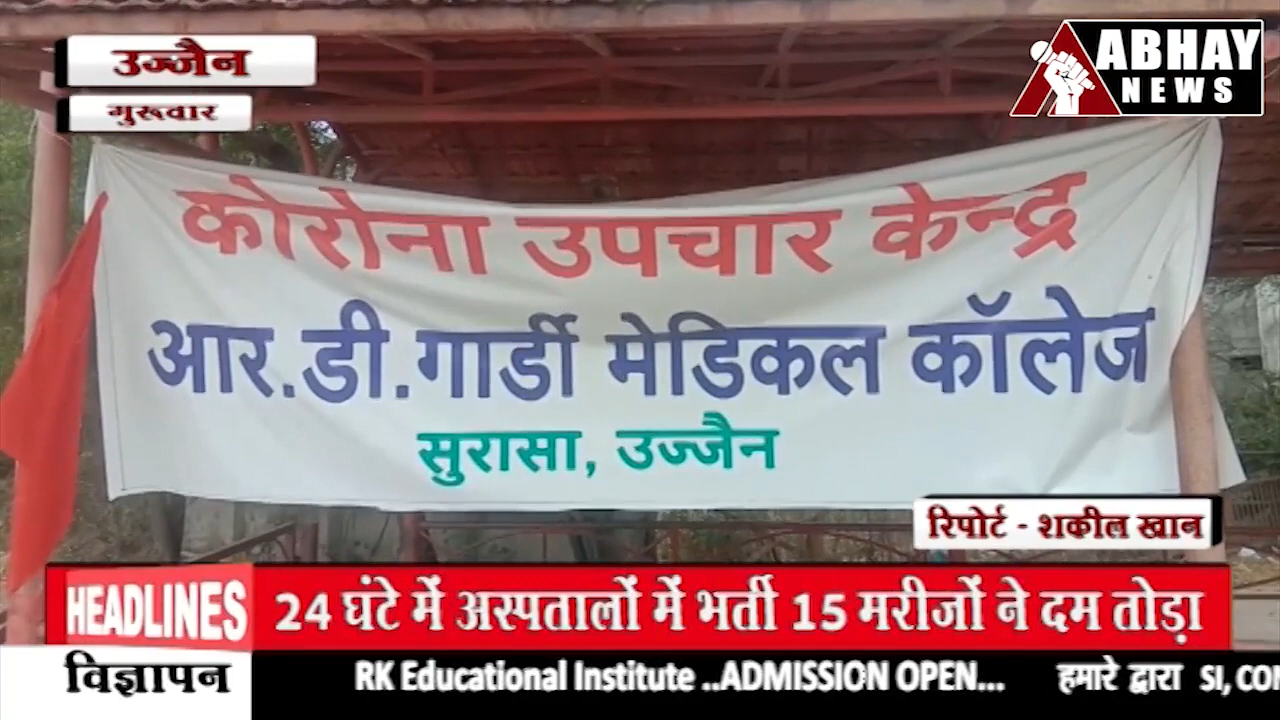 उज्जैन
गुरूवार
ABHAY
NEWS
कोरोना उपचार केन्द्र
आर.डी.गार्डी मेडिकल कॉलेज
सुरासा, उज्जैन
रिपोर्ट - शकील खान
HEADLINES
24 घंटे में अस्पतालों में भर्ती 15 मरीजों ने दम तोड़ा
विज्ञापन
RK Educational Institute ..ADMISSION OPEN... हमारे द्वारा SI, CON